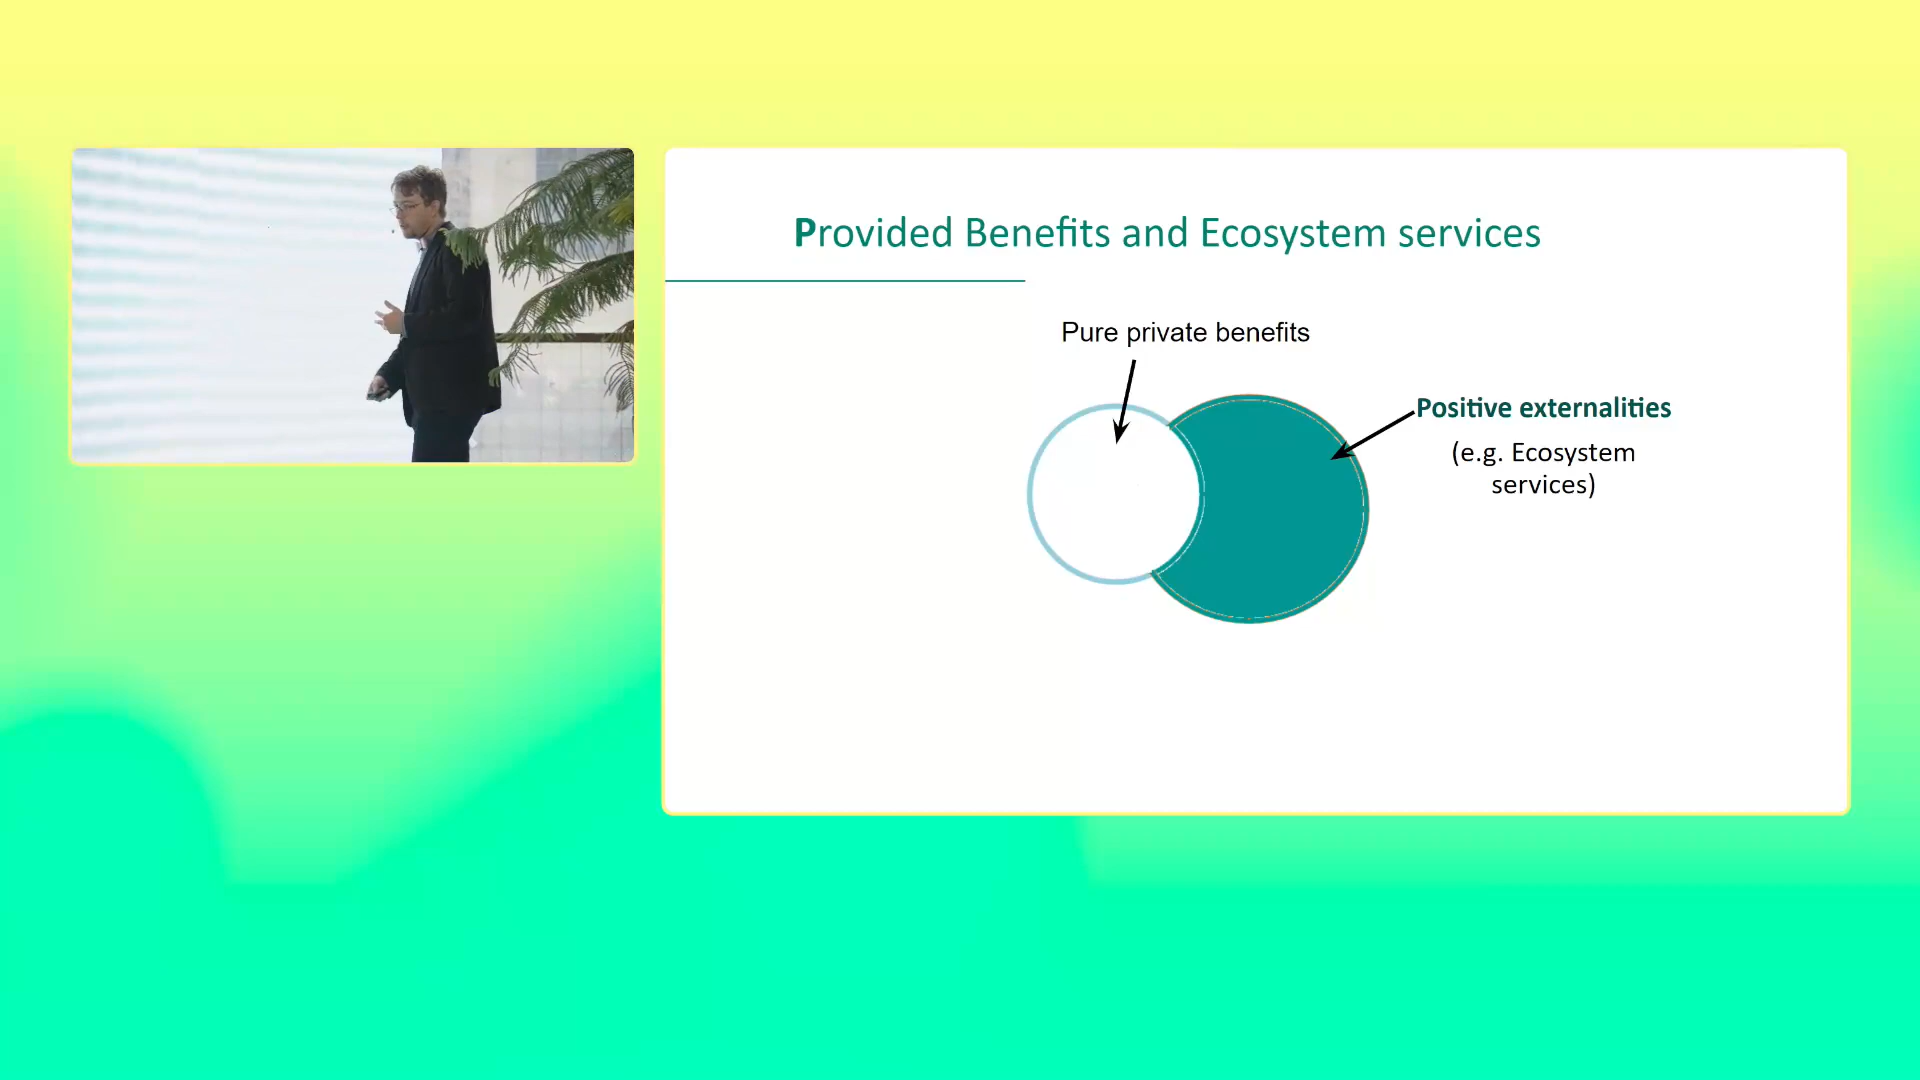 Provided Benefits and Ecosystem services
Pure private benefits
Positive externalities
(e.g. Ecosystem
services)